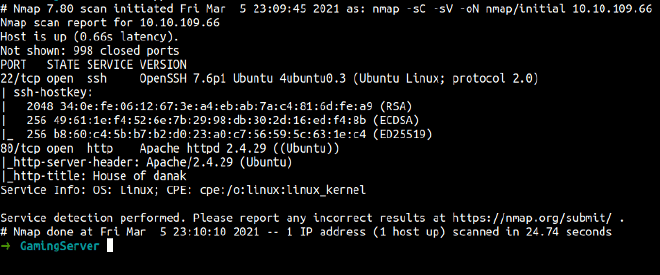 # Nmap 7.80 scan initiated Fri Mar  5 23:09:45 2021 as: nmap -sC -sV -oN nmap/initial 10.10.109.66
Nmap scan report for 10.10.109.66
Host is up (0.66s latency).
Not shown: 998 closed ports
PORT   STATE SERVICE VERSION
22/tcp open  ssh     OpenSSH 7.6p1 Ubuntu 4ubuntu0.3 (Ubuntu Linux; protocol 2.0)
| ssh-hostkey:
|   2048 34:0e:fe:06:12:67:3e:a4:eb:ab:7a:c4:81:6d:fe:a9 (RSA)
|   256 49:61:1e:f4:52:6e:7b:29:98:db:30:2d:16:ed:f4:8b (ECDSA)
|_  256 b8:60:c4:5b:b7:b2:d0:23:a0:c7:56:59:5c:63:1e:c4 (ED25519)
80/tcp open  http    Apache httpd 2.4.29 ((Ubuntu))
|_http-server-header: Apache/2.4.29 (Ubuntu)
|_http-title: House of danak
Service Info: OS: Linux; CPE: cpe:/o:linux:linux_kernel

Service detection performed. Please report any incorrect results at https://nmap.org/submit/ .
# Nmap done at Fri Mar  5 23:10:10 2021 -- 1 IP address (1 host up) scanned in 24.74 seconds
→ GamingServer